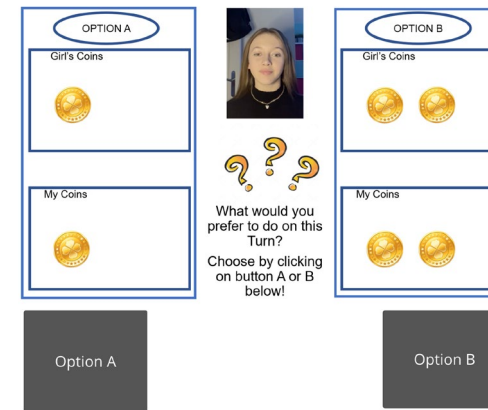 OPTION A
Girl's Coins
My Coins
? ? ?
What would you
prefer to do on this
Turn?
Choose by clicking
on button A or B
below!
OPTION B
Girl's Coins
My Coins
Option A
Option B